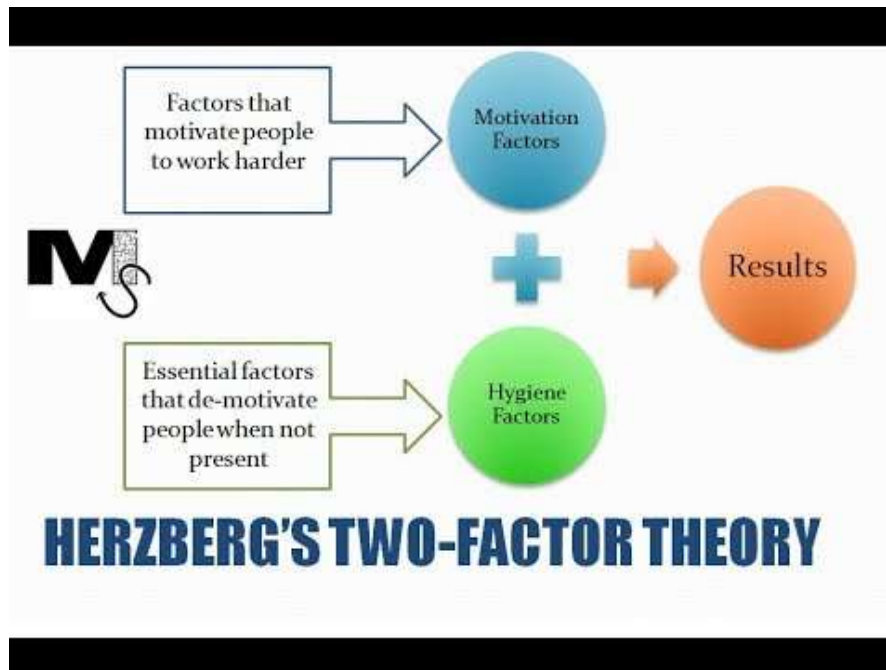 Factors that
motivate people
to work harder
Motivation
Factors
MS
Results
Essential factors
that de-motivate
people when not
present
Hygiene
Factors
HERZBERG'S TWO-FACTOR THEORY